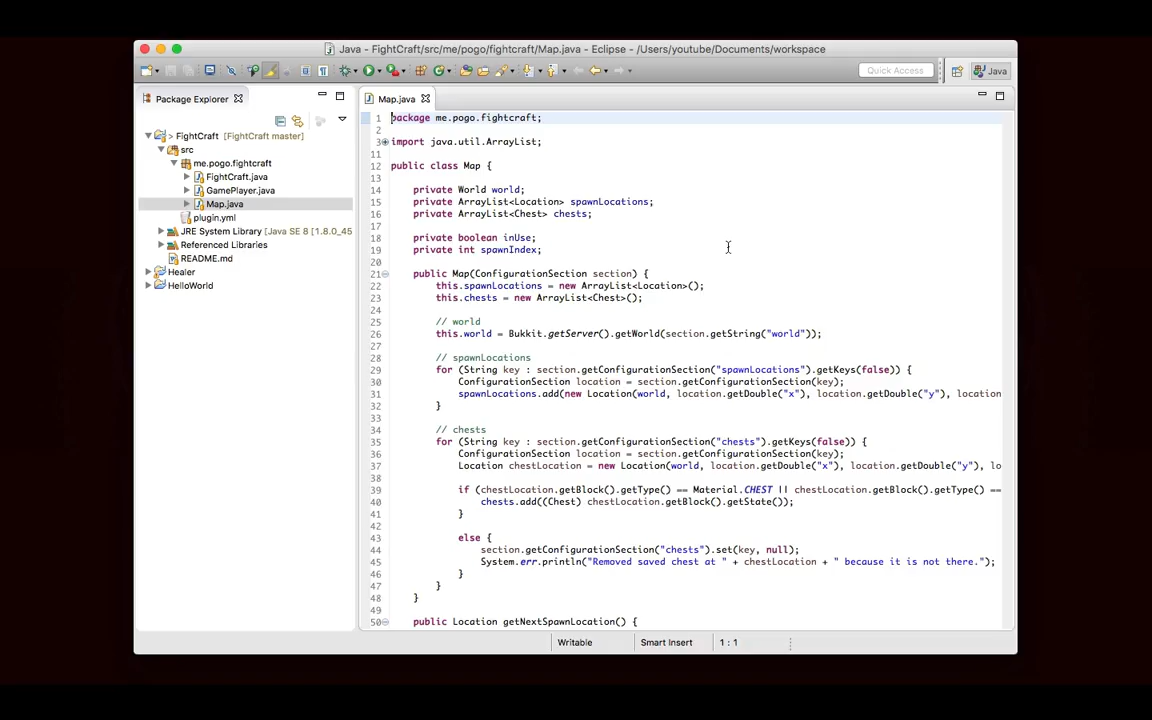 Java - FightCraft/src/me/pogo/fightcraft/Map.java - Eclipse - /Users/youtube/Documents/workspace
Quick Access
Java
Package Explorer
> FightCraft [FightCraft master]
src
me.pogo.fightcraft
FightCraft.java
GamePlayer.java
Map.java
plugin.yml
JRE System Library [Java SE 8 [1.8.0_45
Referenced Libraries
README.md
Healer
HelloWorld
Map.java
1 package me.pogo.fightcraft;
2
3 import java.util.ArrayList;
11
12 public class Map {
13
14 private World world;
15 private ArrayList<Location> spawnLocations;
16 private ArrayList<Chest> chests;
17
18 private boolean inUse;
19 private int spawnIndex;
20
21 public Map(ConfigurationSection section) {
22 this.spawnLocations = new ArrayList<Location>();
23 this.chests = new ArrayList<Chest>();
24
25 // world
26 this.world = Bukkit.getServer().getWorld(section.getString("world"));
27
28 // spawnLocations
29 for (String key : section.getConfigurationSection("spawnLocations").getKeys(false)) {
30 ConfigurationSection location = section.getConfigurationSection(key);
31 spawnLocations.add(new Location(world, location.getDouble("x"), location.getDouble("y"), location
32 }
33
34 // chests
35 for (String key : section.getConfigurationSection("chests").getKeys(false)) {
36 ConfigurationSection location = section.getConfigurationSection(key);
37 Location chestLocation = new Location(world, location.getDouble("x"), location.getDouble("y"), lo
38
39 if (chestLocation.getBlock().getType() == Material.CHEST || chestLocation.getBlock().getType() ==
40 chests.add((Chest) chestLocation.getBlock().getState());
41 }
42
43 else {
44 section.getConfigurationSection("chests").set(key, null);
45 System.err.println("Removed saved chest at " + chestLocation + " because it is not there.");
46 }
47 }
48 }
49
50 public Location getNextSpawnLocation() {
Writable
Smart Insert
1 : 1